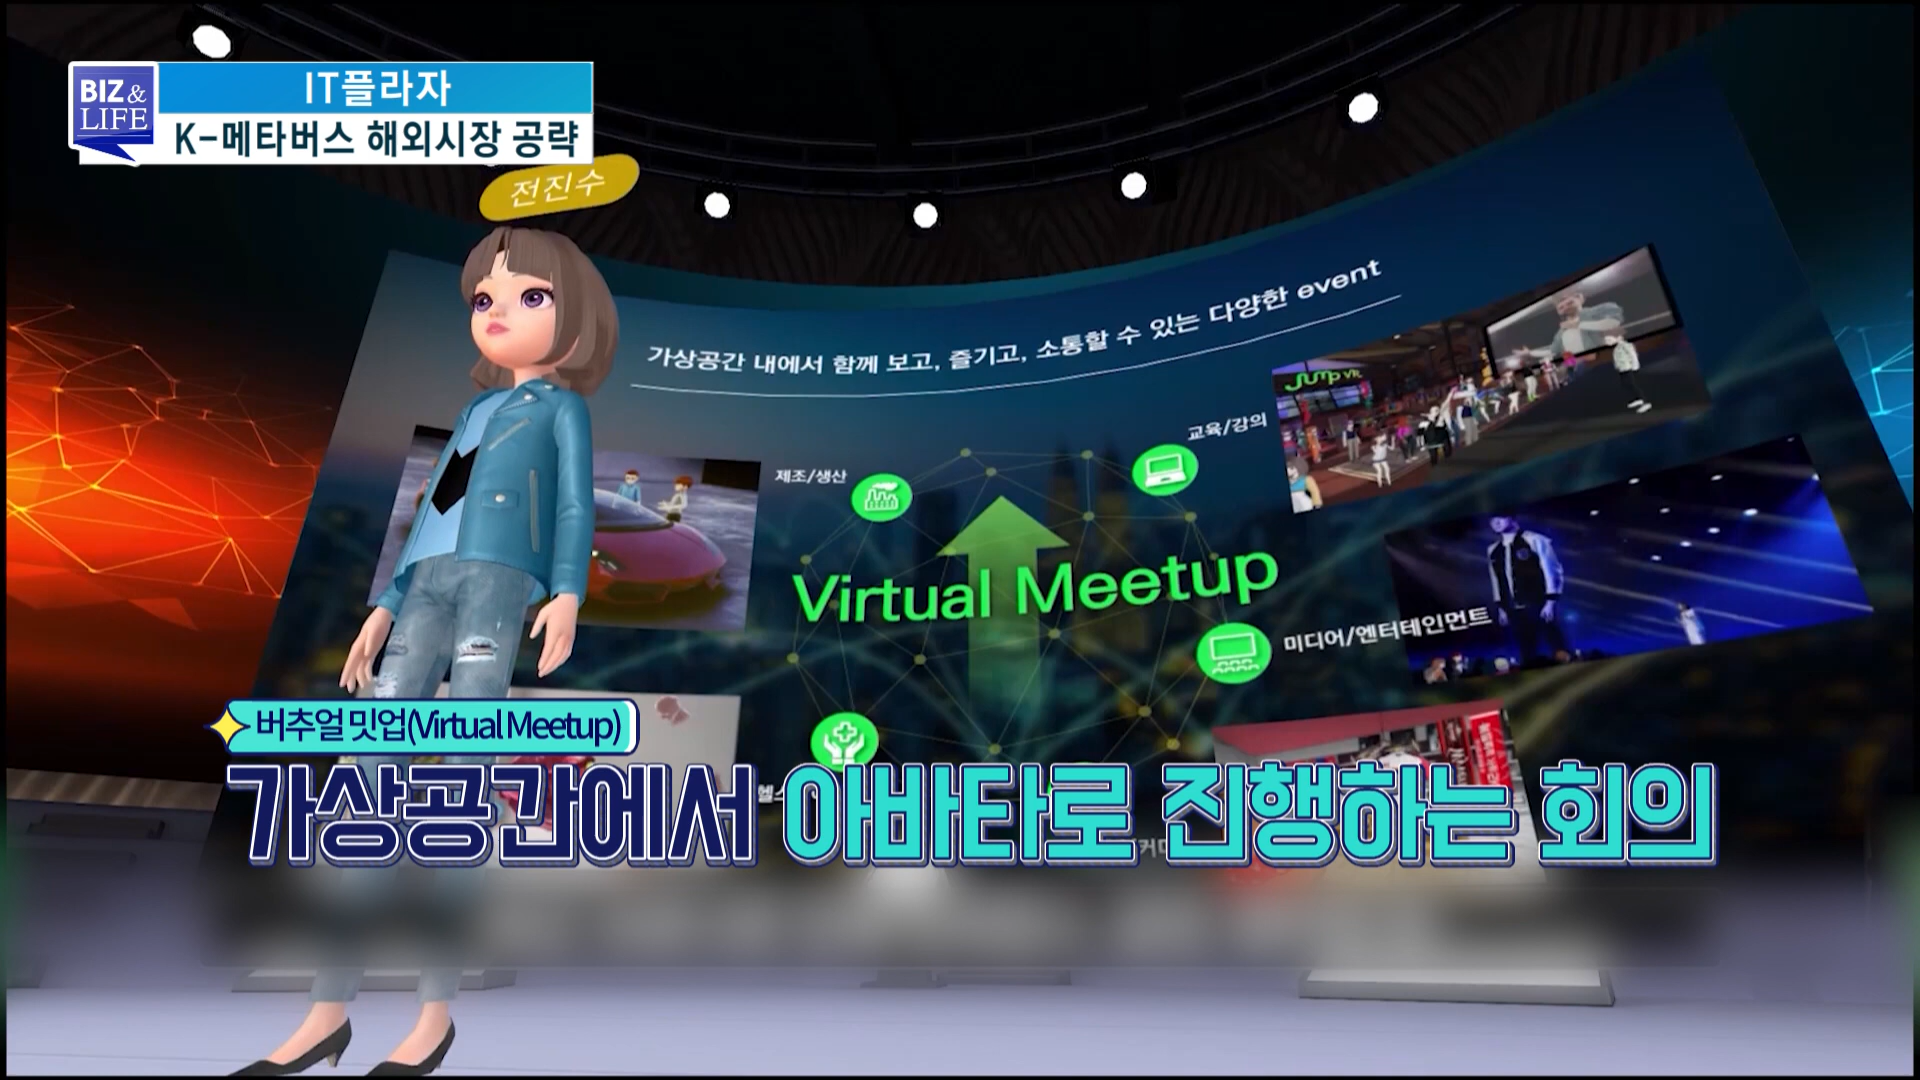 BIZ &
LIFE
IT플라자
K-메타버스 해외시장 공략
전진수
가상공간 내에서 함께 보고, 즐기고, 소통할 수 있는 다양한 event
JUMP VR
교육/강의
제조/생산
Virtual Meetup
미디어/엔터테인먼트
버추얼 밋업(Virtual Meetup)
가상공간에서 아바타로 진행하는 회의